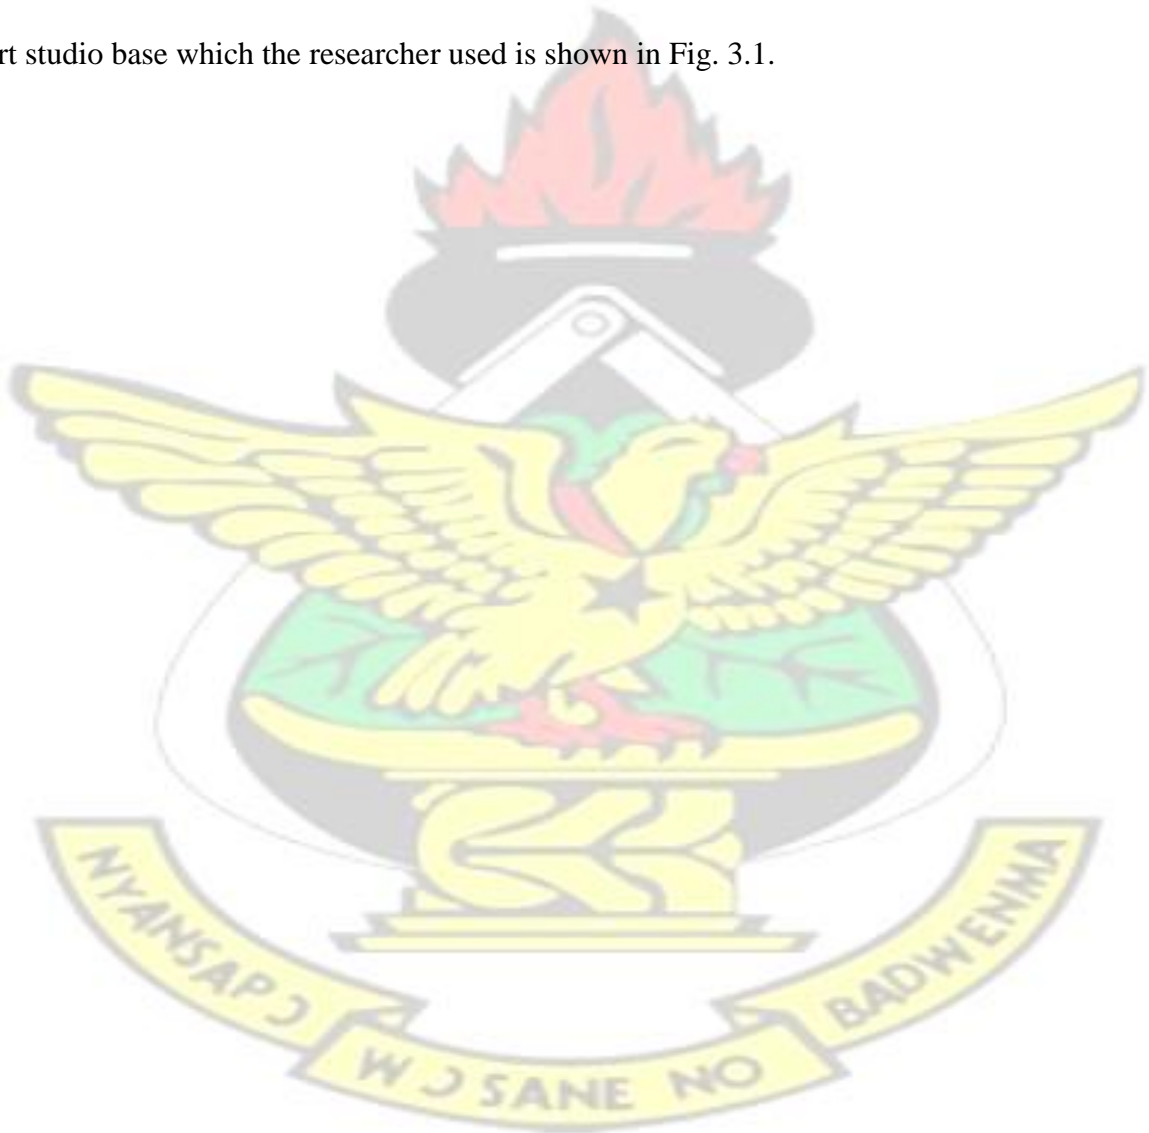 rt studio base which the researcher used is shown in Fig. 3.1.
NYANSAPƆ WƆSANE NO BADWENMA